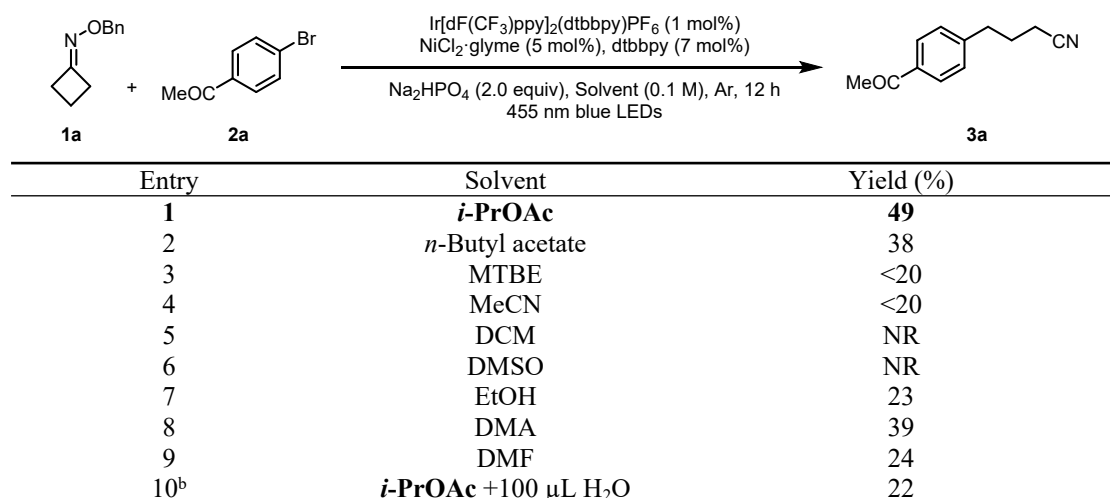 OBn
N
1a
+
Br
MeOC
2a
Ir[dF(CF₃)ppy]₂(dtbbpy)PF₆ (1 mol%)
NiCl₂·glyme (5 mol%), dtbbpy (7 mol%)
Na₂HPO₄ (2.0 equiv), Solvent (0.1 M), Ar, 12 h
455 nm blue LEDs
CN
MeOC
3a
Entry Solvent Yield (%)
1 i-PrOAc 49
2 n-Butyl acetate 38
3 MTBE <20
4 MeCN <20
5 DCM NR
6 DMSO NR
7 EtOH 23
8 DMA 39
9 DMF 24
10ᵇ i-PrOAc +100 μL H₂O 22